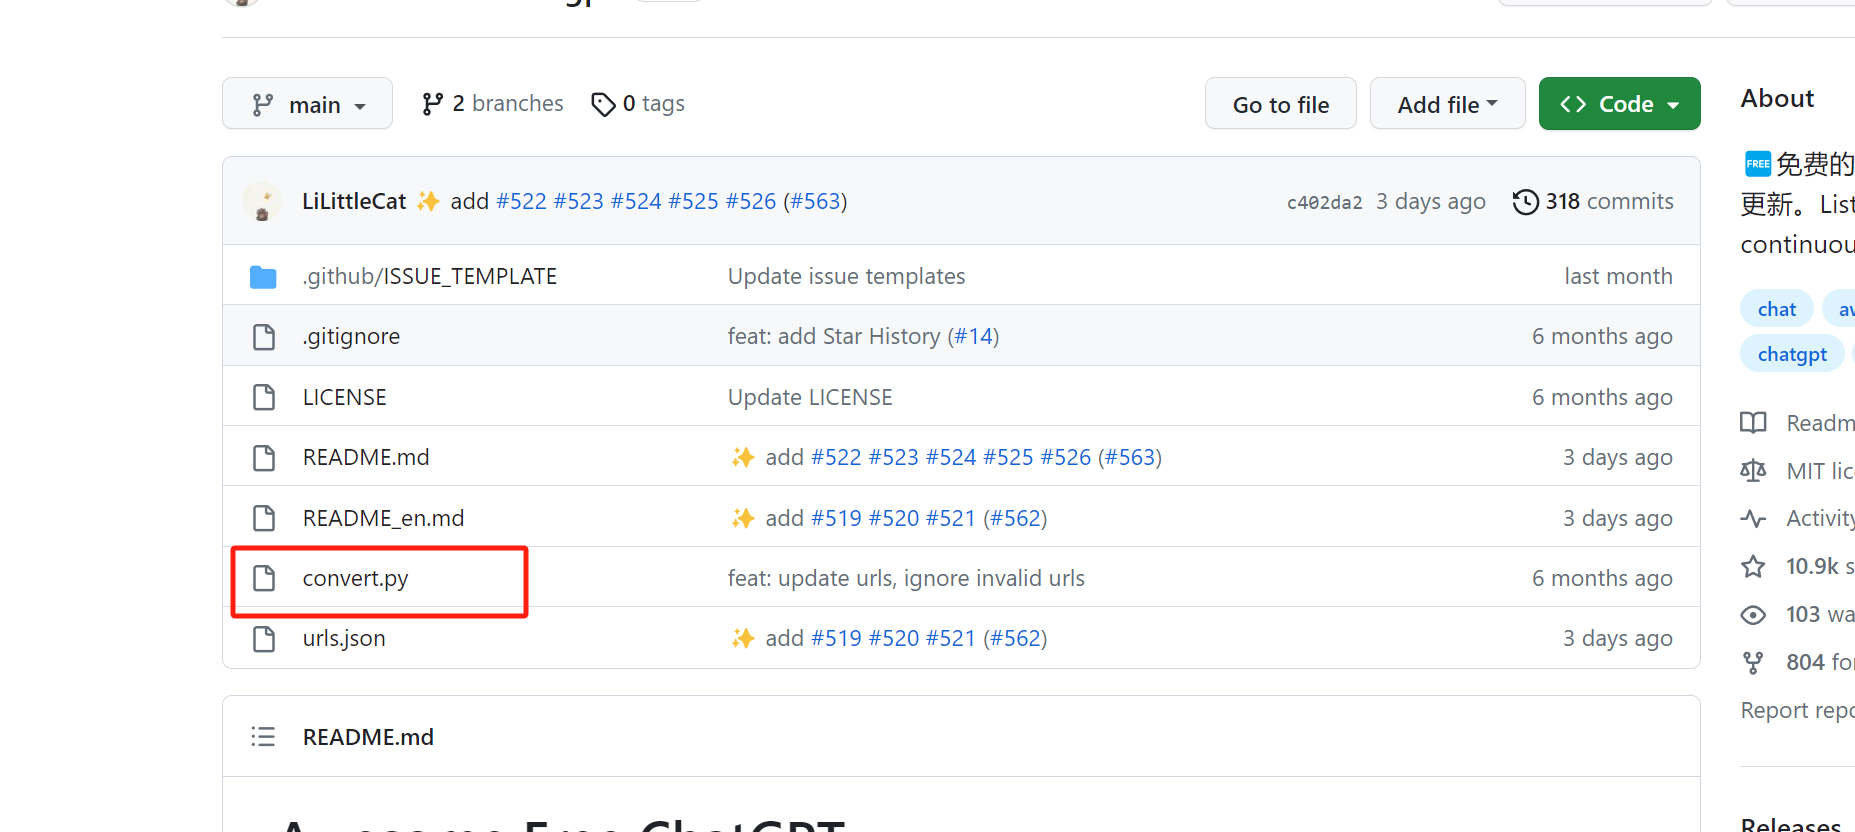 main
2 branches
0 tags
Go to file
Add file
Code
About
FREE 免费的
更新。List
continuou
chat
chatgpt
LiLittleCat ✨ add #522 #523 #524 #525 #526 (#563)
c402da2 3 days ago
318 commits
.github/ISSUE_TEMPLATE
Update issue templates
last month
.gitignore
feat: add Star History (#14)
6 months ago
LICENSE
Update LICENSE
6 months ago
README.md
✨ add #522 #523 #524 #525 #526 (#563)
3 days ago
README_en.md
✨ add #519 #520 #521 (#562)
3 days ago
convert.py
feat: update urls, ignore invalid urls
6 months ago
urls.json
✨ add #519 #520 #521 (#562)
3 days ago
Readm
MIT lic
Activity
10.9k s
103 wa
804 for
Report repo
README.md
Awesome Free ChatGPT
Releases